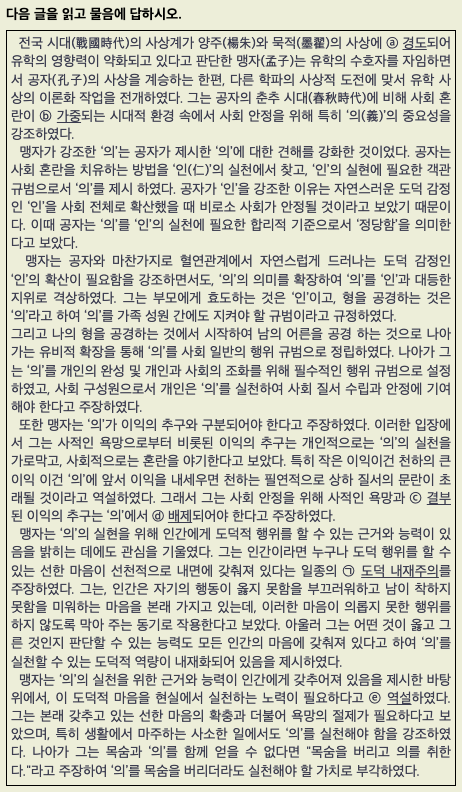 다음 글을 읽고 물음에 답하시오.
전국 시대(戰國時代)의 사상계가 양주(楊朱)와 묵적(墨翟)의 사상에 ⓐ 경도되어
유학의 영향력이 약화되고 있다고 판단한 맹자(孟子)는 유학의 수호자를 자임하면
서 공자(孔子)의 사상을 계승하는 한편, 다른 학파의 사상적 도전에 맞서 유학 사
상의 이론화 작업을 전개하였다. 그는 공자의 춘추 시대(春秋時代)에 비해 사회 혼
란이 ⓑ 가중되는 시대적 환경 속에서 사회 안정을 위해 특히 ‘의(義)’의 중요성을
강조하였다.
맹자가 강조한 ‘의’는 공자가 제시한 ‘의’에 대한 견해를 강화한 것이었다. 공자는
사회 혼란을 치유하는 방법을 ‘인(仁)’의 실천에서 찾고, ‘인’의 실현에 필요한 객관
규범으로서 ‘의’를 제시 하였다. 공자가 ‘인’을 강조한 이유는 자연스러운 도덕 감정
인 ‘인’을 사회 전체로 확산했을 때 비로소 사회가 안정될 것이라고 보았기 때문이
다. 이때 공자는 ‘의’를 ‘인’의 실천에 필요한 합리적 기준으로서 ‘정당함’을 의미한
다고 보았다.
맹자는 공자와 마찬가지로 혈연관계에서 자연스럽게 드러나는 도덕 감정인
‘인’의 확산이 필요함을 강조하면서도, ‘의’의 의미를 확장하여 ‘의’를 ‘인’과 대등한
지위로 격상하였다. 그는 부모에게 효도하는 것은 ‘인’이고, 형을 공경하는 것은
‘의’라고 하여 ‘의’를 가족 성원 간에도 지켜야 할 규범이라고 규정하였다.
그리고 나의 형을 공경하는 것에서 시작하여 남의 어른을 공경 하는 것으로 나아
가는 유비적 확장을 통해 ‘의’를 사회 일반의 행위 규범으로 정립하였다. 나아가 그
는 ‘의’를 개인의 완성 및 개인과 사회의 조화를 위해 필수적인 행위 규범으로 설정
하였고, 사회 구성원으로서 개인은 ‘의’를 실천하여 사회 질서 수립과 안정에 기여
해야 한다고 주장하였다.
또한 맹자는 ‘의’가 이익의 추구와 구분되어야 한다고 주장하였다. 이러한 입장에
서 그는 사적인 욕망으로부터 비롯된 이익의 추구는 개인적으로는 ‘의’의 실천을
가로막고, 사회적으로는 혼란을 야기한다고 보았다. 특히 작은 이익이건 천하의 큰
이익 이건 ‘의’에 앞서 이익을 내세우면 천하는 필연적으로 상하 질서의 문란이 초
래될 것이라고 역설하였다. 그래서 그는 사회 안정을 위해 사적인 욕망과 ⓒ 결부
된 이익의 추구는 ‘의’에서 ⓓ 배제되어야 한다고 주장하였다.
맹자는 ‘의’의 실현을 위해 인간에게 도덕적 행위를 할 수 있는 근거와 능력이 있
음을 밝히는 데에도 관심을 기울였다. 그는 인간이라면 누구나 도덕 행위를 할 수
있는 선한 마음이 선천적으로 내면에 갖춰져 있다는 일종의 ㉠ 도덕 내재주의를
주장하였다. 그는, 인간은 자기의 행동이 옳지 못함을 부끄러워하고 남이 착하지
못함을 미워하는 마음을 본래 가지고 있는데, 이러한 마음이 의롭지 못한 행위를
하지 않도록 막아 주는 동기로 작용한다고 보았다. 아울러 그는 어떤 것이 옳고 그
른 것인지 판단할 수 있는 능력도 모든 인간의 마음에 갖춰져 있다고 하여 ‘의’를
실천할 수 있는 도덕적 역량이 내재화되어 있음을 제시하였다.
맹자는 ‘의’의 실현을 위한 근거와 능력이 인간에게 갖추어져 있음을 제시한 바탕
위에서, 이 도덕적 마음을 현실에서 실천하는 노력이 필요하다고 ⓔ 역설하였다.
그는 본래 갖추고 있는 선한 마음의 확충과 더불어 욕망의 절제가 필요하다고 보
았으며, 특히 생활에서 마주하는 사소한 일에서도 ‘의’를 실천해야 함을 강조하였
다. 나아가 그는 목숨과 ‘의’를 함께 얻을 수 없다면 “목숨을 버리고 의를 취한
다.”라고 주장하여 ‘의’를 목숨을 버리더라도 실천해야 할 가치로 부각하였다.